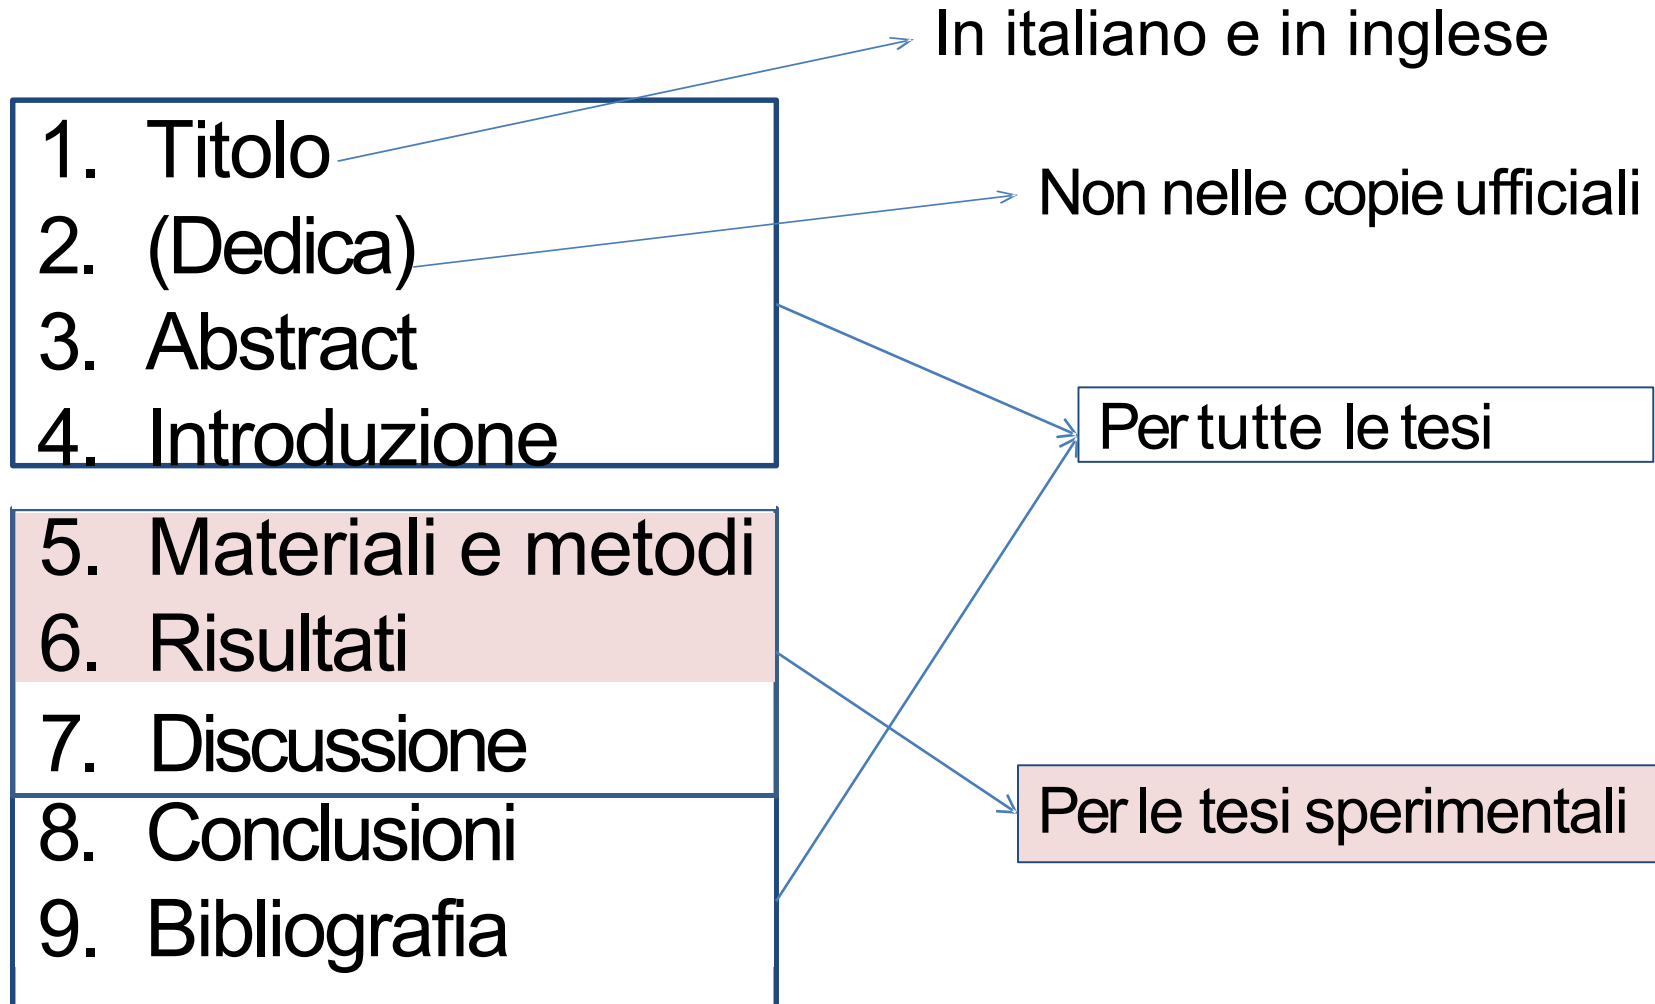 In italiano e in inglese
1. Titolo
Non nelle copie ufficiali
2. (Dedica)
3. Abstract
4. Introduzione
Per tutte le tesi
5. Materiali e metodi
6. Risultati
7. Discussione
Per le tesi sperimentali
8. Conclusioni
9. Bibliografia